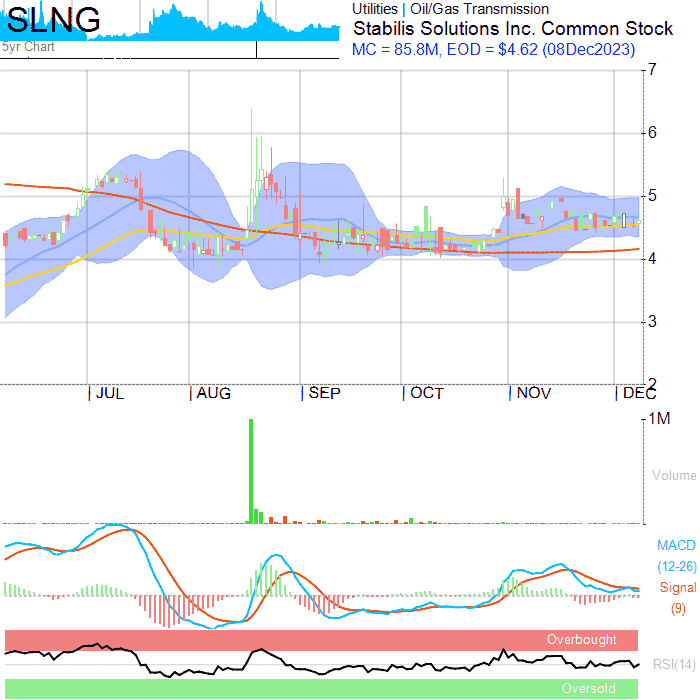 SLNG
5yr Chart
Utilities | Oil/Gas Transmission
Stabilis Solutions Inc. Common Stock
MC = 85.8M, EOD = $4.62 (08Dec2023)
7
6
5
4
3
2
| JUL
| AUG
| SEP
| OCT
| NOV
| DEC
1M
Volume
MACD
(12-26)
Signal
(9)
Overbought
RSI(14)
Oversold